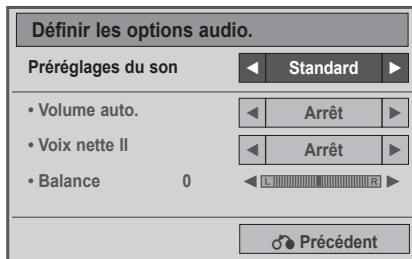 Définir les options audio.
Préréglages du son ◄ Standard ►
• Volume auto. ◄ Arrêt ►
• Voix nette II ◄ Arrêt ►
• Balance 0 ◄ L R ►
Précédent